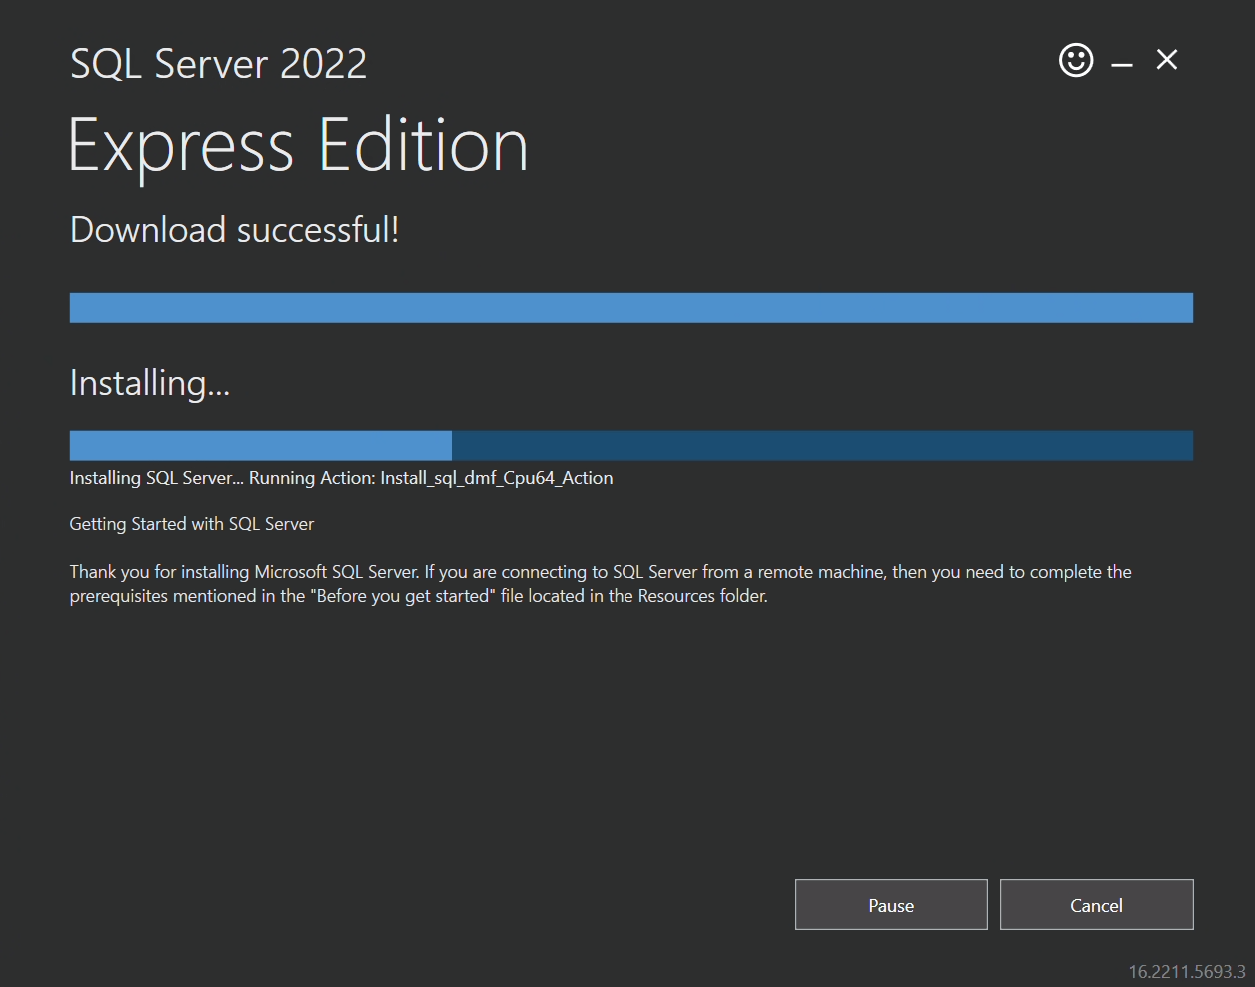 SQL Server 2022
Express Edition
Download successful!
Installing...
Installing SQL Server... Running Action: Install_sql_dmf_Cpu64_Action
Getting Started with SQL Server
Thank you for installing Microsoft SQL Server. If you are connecting to SQL Server from a remote machine, then you need to complete the
prerequisites mentioned in the "Before you get started" file located in the Resources folder.
Pause
Cancel
16.2211.5693.3